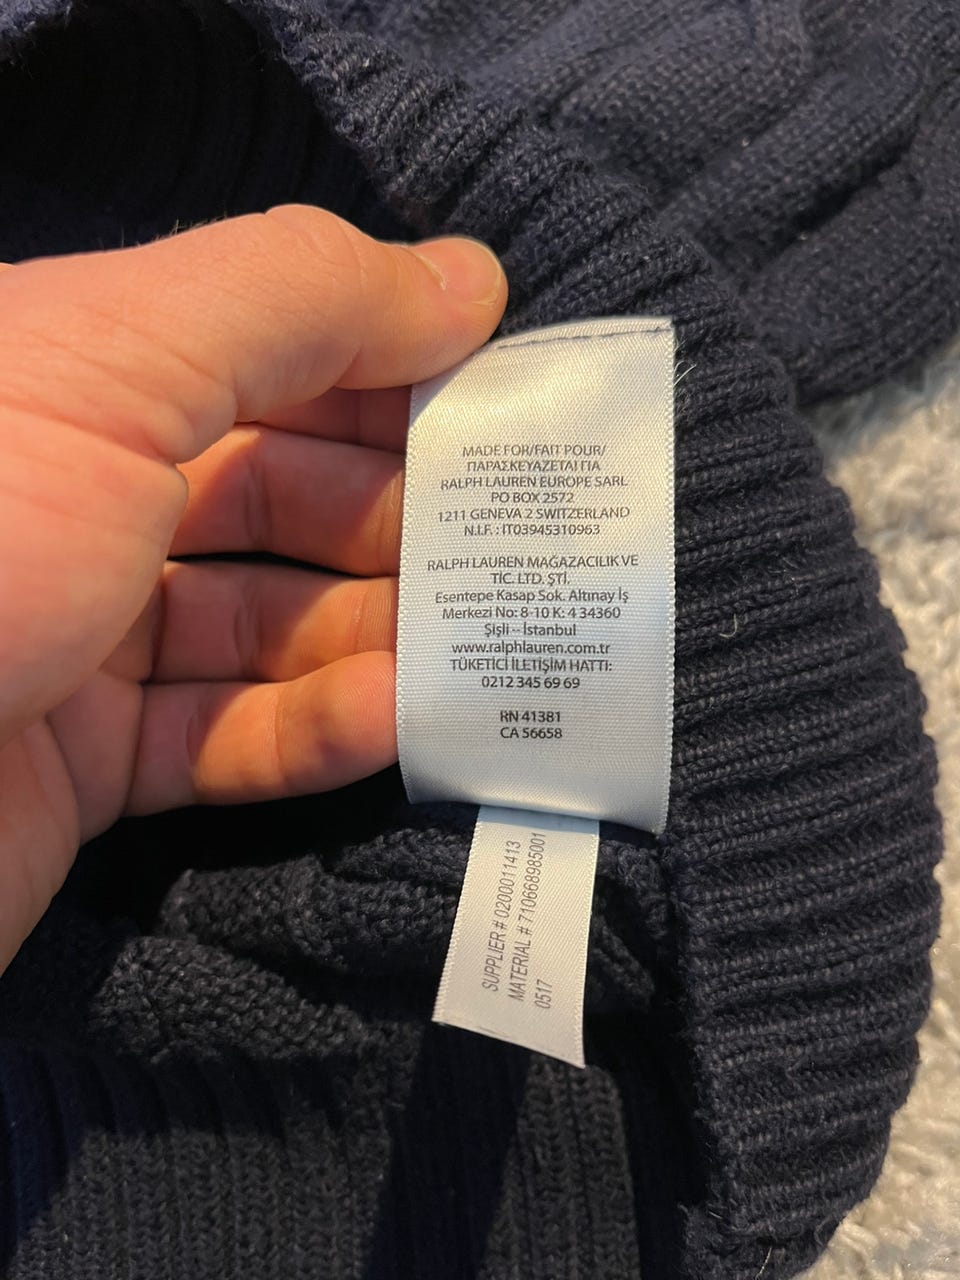 MADE FOR/FAIT POUR/
ΠΑΡΑΣΚΕΥΑΖΕΤΑΙ ΓΙΑ
RALPH LAUREN EUROPE SARL
PO BOX 2572
1211 GENEVA 2 SWITZERLAND
N.I.F. : IT03945310963
RALPH LAUREN MAĞAZACILIK VE
TİC. LTD. ŞTİ.
Esentepe Kasap Sok. Altınay İş
Merkezi No: 8-10 K: 4 34360
Şişli -- İstanbul
www.ralphlauren.com.tr
TÜKETİCİ İLETİŞİM HATTI:
0212 345 69 69
RN 41381
CA 56658
SUPPLIER # 0200011413
MATERIAL # 710668985001
0517